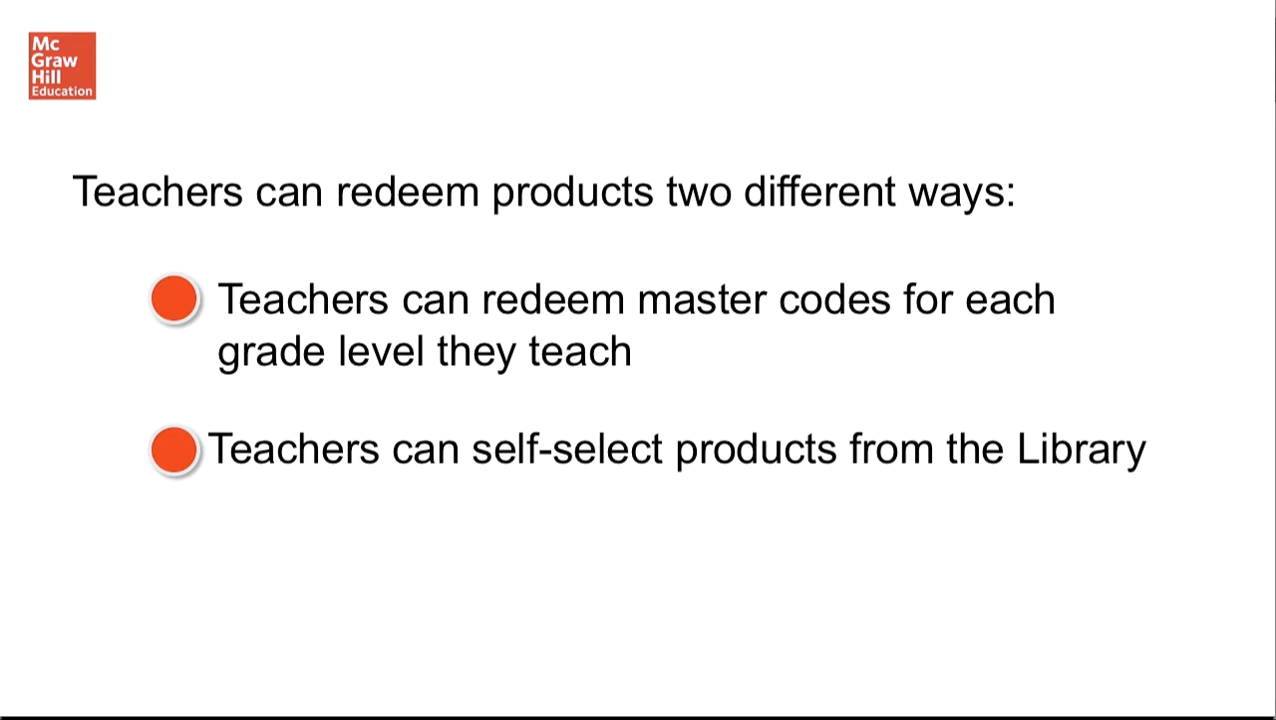 Mc
Graw
Hill
Education
Teachers can redeem products two different ways:
Teachers can redeem master codes for each
grade level they teach
Teachers can self-select products from the Library